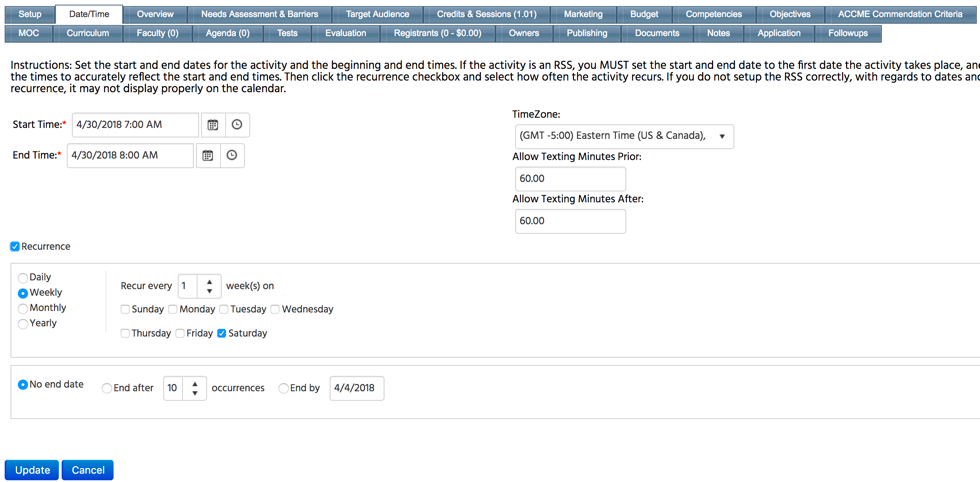 Setup Date/Time Overview Needs Assessment & Barriers Target Audience Credits & Sessions (1.01) Marketing Budget Competencies Objectives ACCME Commendation Criteria
MOC Curriculum Faculty (0) Agenda (0) Tests Evaluation Registrants (0 - $0.00) Owners Publishing Documents Notes Application Followups
Instructions: Set the start and end dates for the activity and the beginning and end times. If the activity is an RSS, you MUST set the start and end date to the first date the activity takes place, an
the times to accurately reflect the start and end times. Then click the recurrence checkbox and select how often the activity recurs. If you do not setup the RSS correctly, with regards to dates an
recurrence, it may not display properly on the calendar.
Start Time:* 4/30/2018 7:00 AM
End Time:* 4/30/2018 8:00 AM
TimeZone:
(GMT -5:00) Eastern Time (US & Canada),
Allow Texting Minutes Prior:
60.00
Allow Texting Minutes After:
60.00
Recurrence
Daily
Weekly
Monthly
Yearly
Recur every 1 week(s) on
Sunday Monday Tuesday Wednesday
Thursday Friday Saturday
No end date End after 10 occurrences End by 4/4/2018
Update Cancel